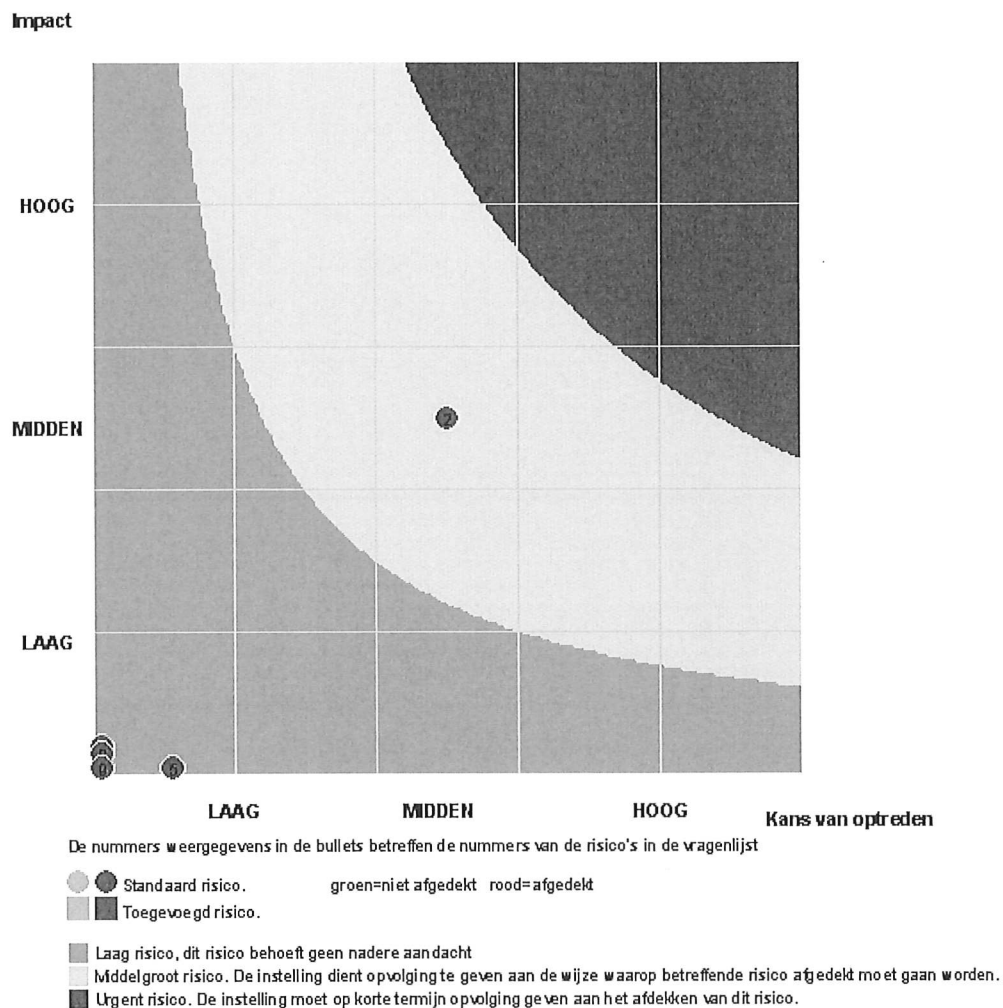 Impact
HOOG
MIDDEN
2
LAAG
6
LAAG MIDDEN HOOG Kans van optreden
De nummers weergegevens in de bullets betreffen de nummers van de risico's in de vragenlijst
Standaard risico. groen=niet afgedekt rood=afgedekt
Toegevoegd risico.
Laag risico, dit risico behoeft geen nadere aandacht
Middelgroot risico. De instelling dient opvolging te geven aan de wijze waarop betreffende risico afgedekt moet gaan worden.
Urgent risico. De instelling moet op korte termijn opvolging geven aan het afdekken van dit risico.